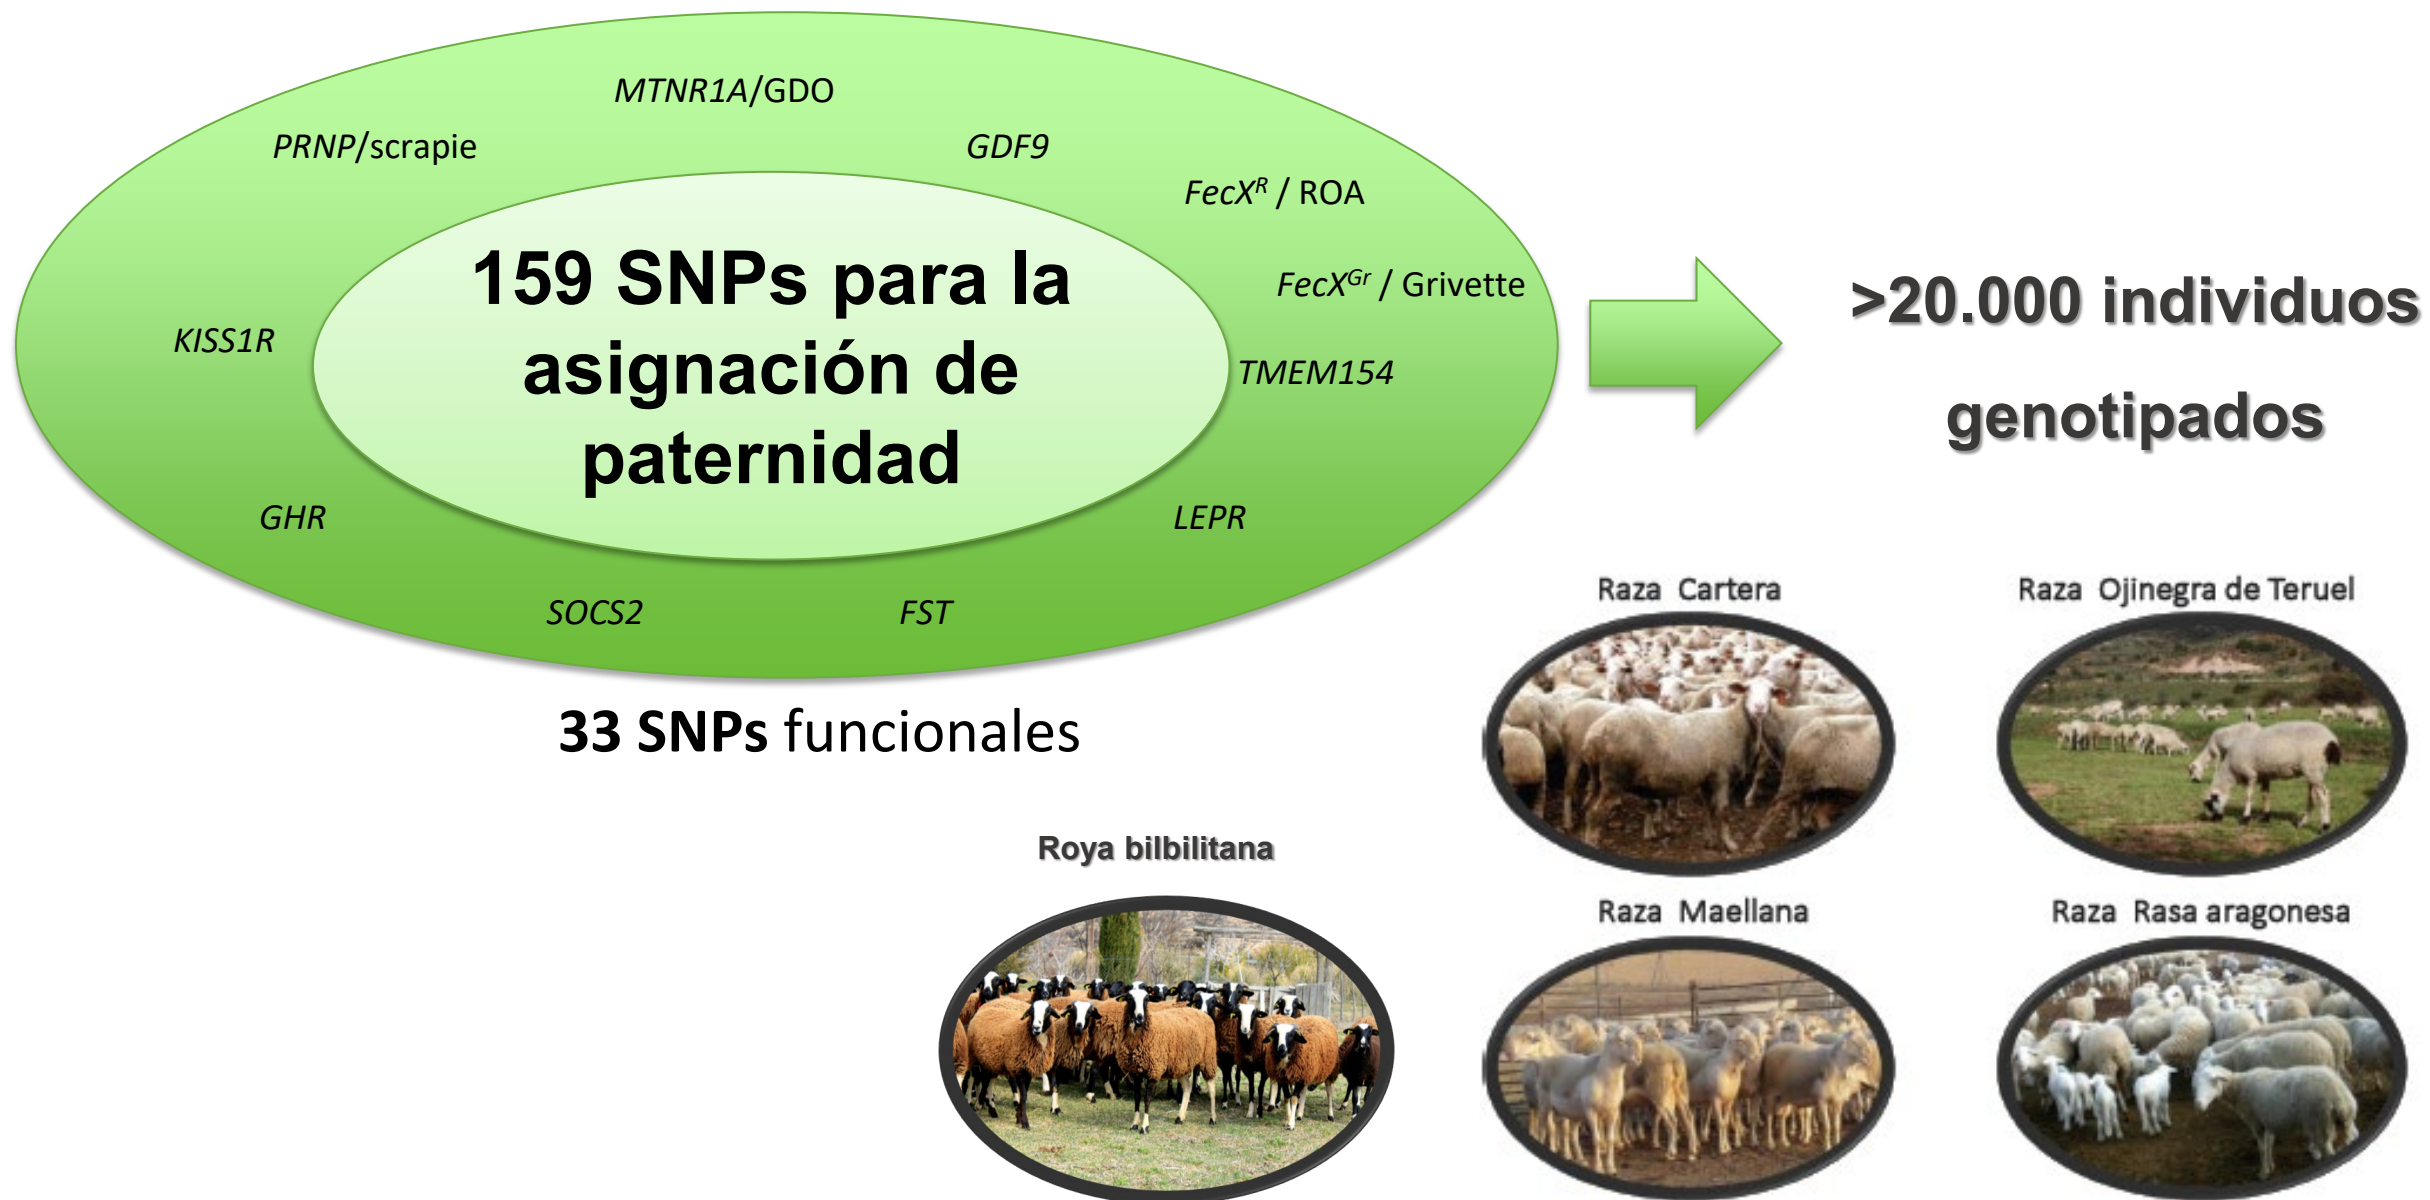 MTNR1A/GDO
PRNP/scrapie
GDF9
FecXR / ROA
FecXGr / Grivette
KISS1R
TMEM154
GHR
LEPR
SOCS2
FST
159 SNPs para la
asignación de
paternidad
33 SNPs funcionales
>20.000 individuos
genotipados
Raza Cartera
Raza Ojinegra de Teruel
Roya bilbilitana
Raza Maellana
Raza Rasa aragonesa